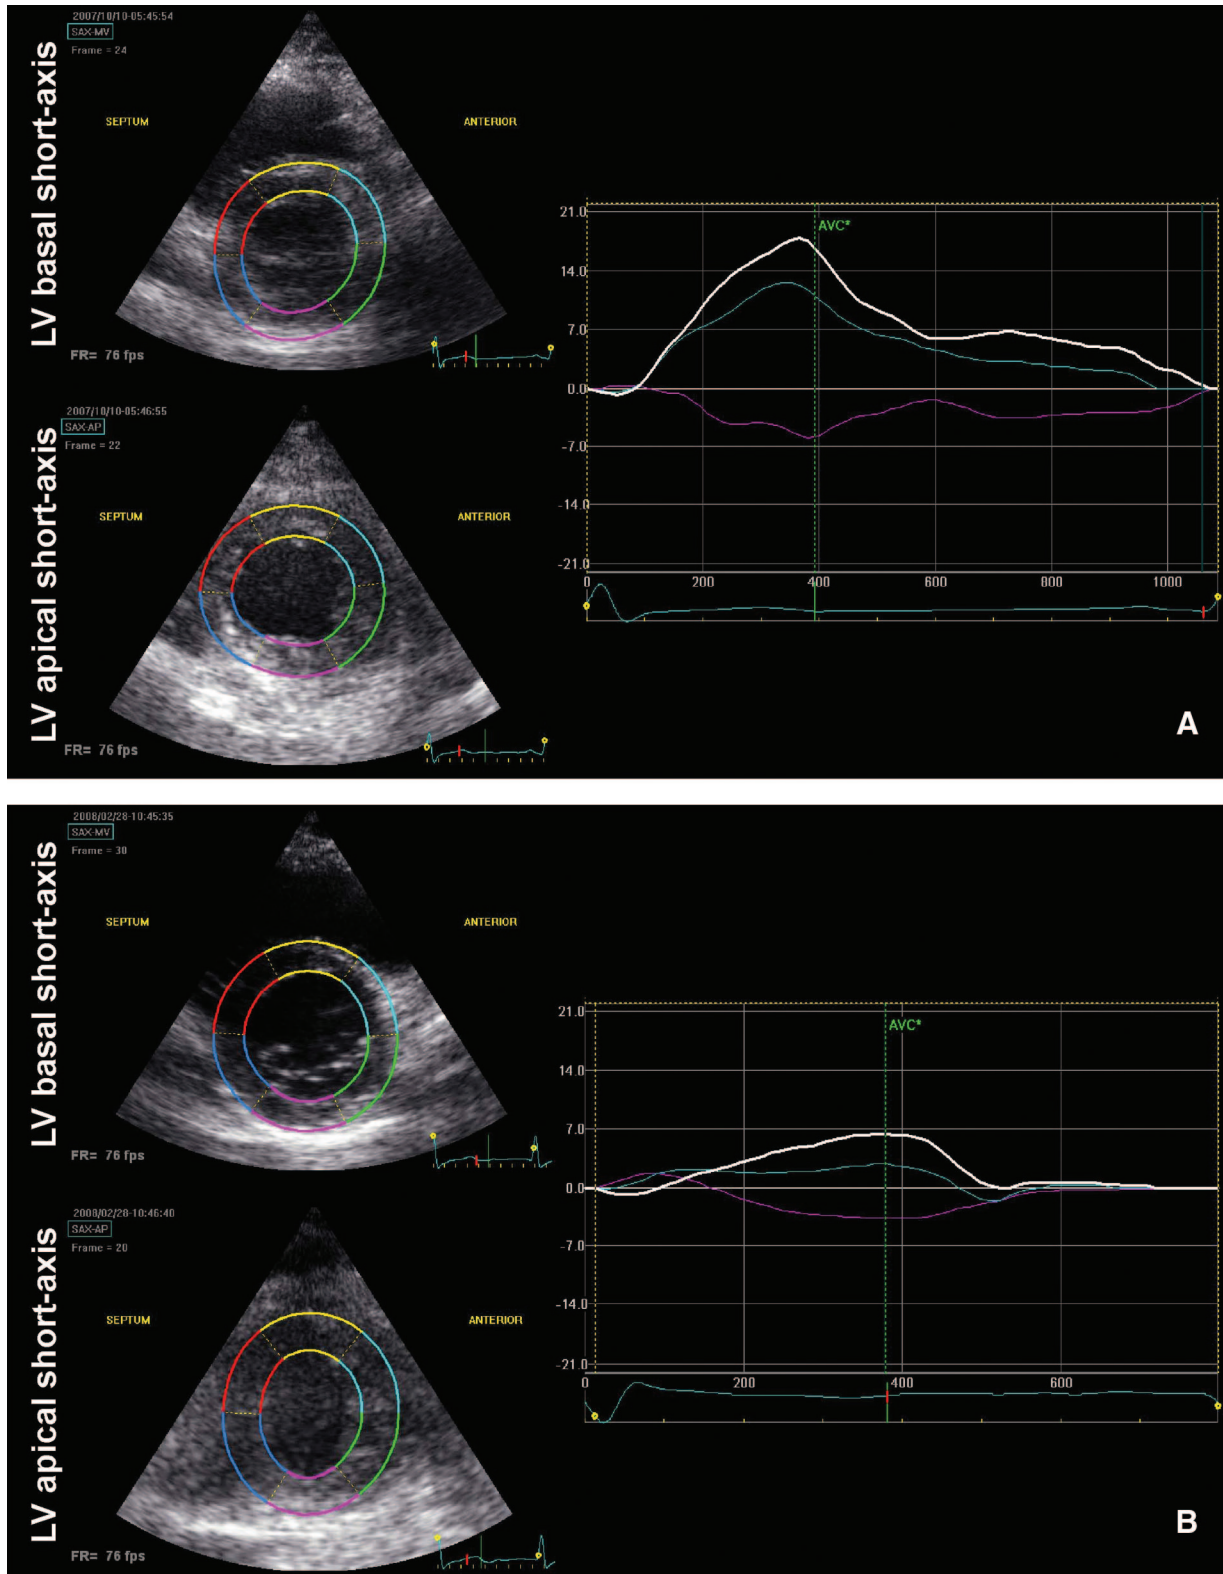 LV basal short-axis
2007/10/10-05:45:54
SAX-MV
Frame = 24
SEPTUM
ANTERIOR
FR= 76 fps
LV apical short-axis
2007/10/10-05:46:55
SAX-AP
Frame = 22
SEPTUM
ANTERIOR
FR= 76 fps
21.0
14.0
7.0
0.0
-7.0
-14.0
-21.0
AVC*
0 200 400 600 800 1000
A
LV basal short-axis
2008/02/28-10:45:35
SAX-MV
Frame = 30
SEPTUM
ANTERIOR
FR= 76 fps
LV apical short-axis
2008/02/28-10:46:40
SAX-AP
Frame = 20
SEPTUM
ANTERIOR
FR= 76 fps
21.0
14.0
7.0
0.0
-7.0
-14.0
-21.0
AVC*
0 200 400 600
B